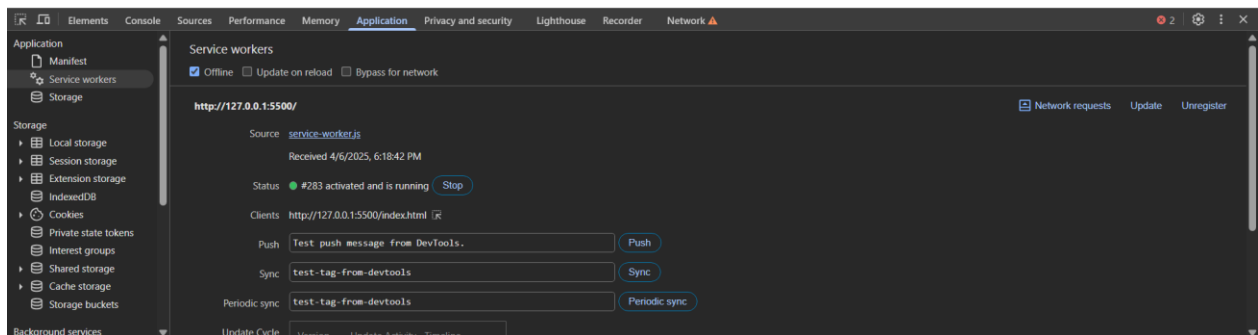 Elements Console Sources Performance Memory Application Privacy and security Lighthouse Recorder Network 2
Application
Manifest
Service workers
Storage
Storage
Local storage
Session storage
Extension storage
IndexedDB
Cookies
Private state tokens
Interest groups
Shared storage
Cache storage
Storage buckets
Background services
Service workers
Offline Update on reload Bypass for network
http://127.0.0.1:5500/ Network requests Update Unregister
Source service-worker.js
Received 4/6/2025, 6:18:42 PM
Status #283 activated and is running Stop
Clients http://127.0.0.1:5500/index.html
Push Test push message from DevTools. Push
Sync test-tag-from-devtools Sync
Periodic sync test-tag-from-devtools Periodic sync
Update Cycle Version Update Activity Timeline